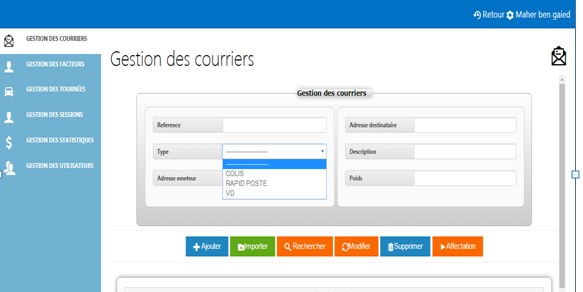 Retour Maher ben gaied
GESTION DES COURRIERS
GESTION DES FACTEURS
GESTION DES TOURNÉES
GESTION DES SESSIONS
GESTION DES STATISTIQUES
GESTION DES UTILISATEURS
Gestion des courriers
Gestion des courriers
Reference
Type
--------------------
--------------------
COLIS
RAPID POSTE
VD
Adresse emeteur
Adresse destinataire
Description
Poids
Ajouter Importer Rechercher Modifier Supprimer Affectation